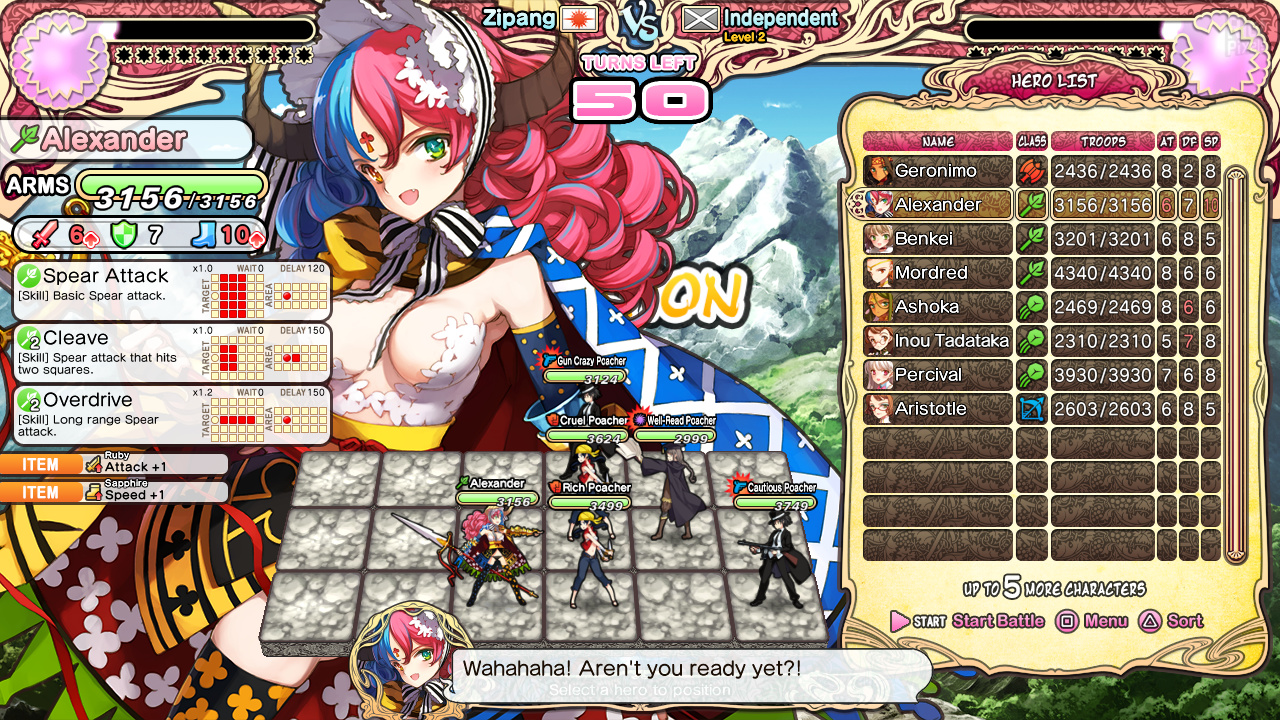 Zipang VS Independent
Level 2
TURNS LEFT
50
Alexander
ARMS 3156/3156
6 7 10
Spear Attack
[Skill] Basic Spear attack.
x1.0 WAIT 0 DELAY 120
TARGET AREA
2 Cleave
[Skill] Spear attack that hits
two squares.
x1.0 WAIT 0 DELAY 150
TARGET AREA
2 Overdrive
[Skill] Long range Spear
attack.
x1.2 WAIT 0 DELAY 150
TARGET AREA
ITEM Ruby
Attack +1
ITEM Sapphire
Speed +1
ON
Gun Crazy Poacher
3124
Cruel Poacher
3624
Well-Read Poacher
2999
Alexander
3156
Rich Poacher
3499
Cautious Poacher
3749
HERO LIST
NAME CLASS TROOPS AT DF SP
Geronimo 2436/2436 8 2 8
Alexander 3156/3156 6 7 10
Benkei 3201/3201 6 8 5
Mordred 4340/4340 8 6 6
Ashoka 2469/2469 8 6 6
Inou Tadataka 2310/2310 5 7 8
Percival 3930/3930 7 6 8
Aristotle 2603/2603 6 8 5
UP TO 5 MORE CHARACTERS
START Start Battle Menu Sort
Wahahaha! Aren't you ready yet?!
Select a hero to position